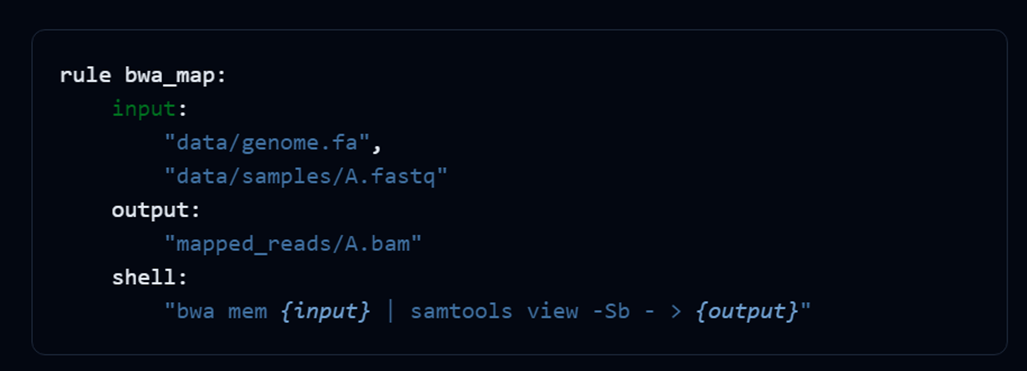 rule bwa_map:
    input:
        "data/genome.fa",
        "data/samples/A.fastq"
    output:
        "mapped_reads/A.bam"
    shell:
        "bwa mem {input} | samtools view -Sb - > {output}"